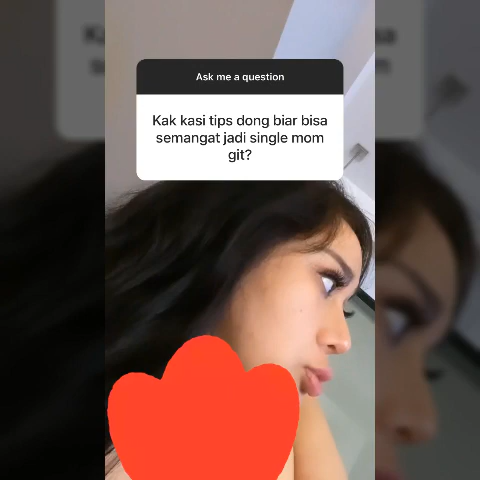 Ask me a question
Kak kasi tips dong biar bisa
semangat jadi single mom
git?